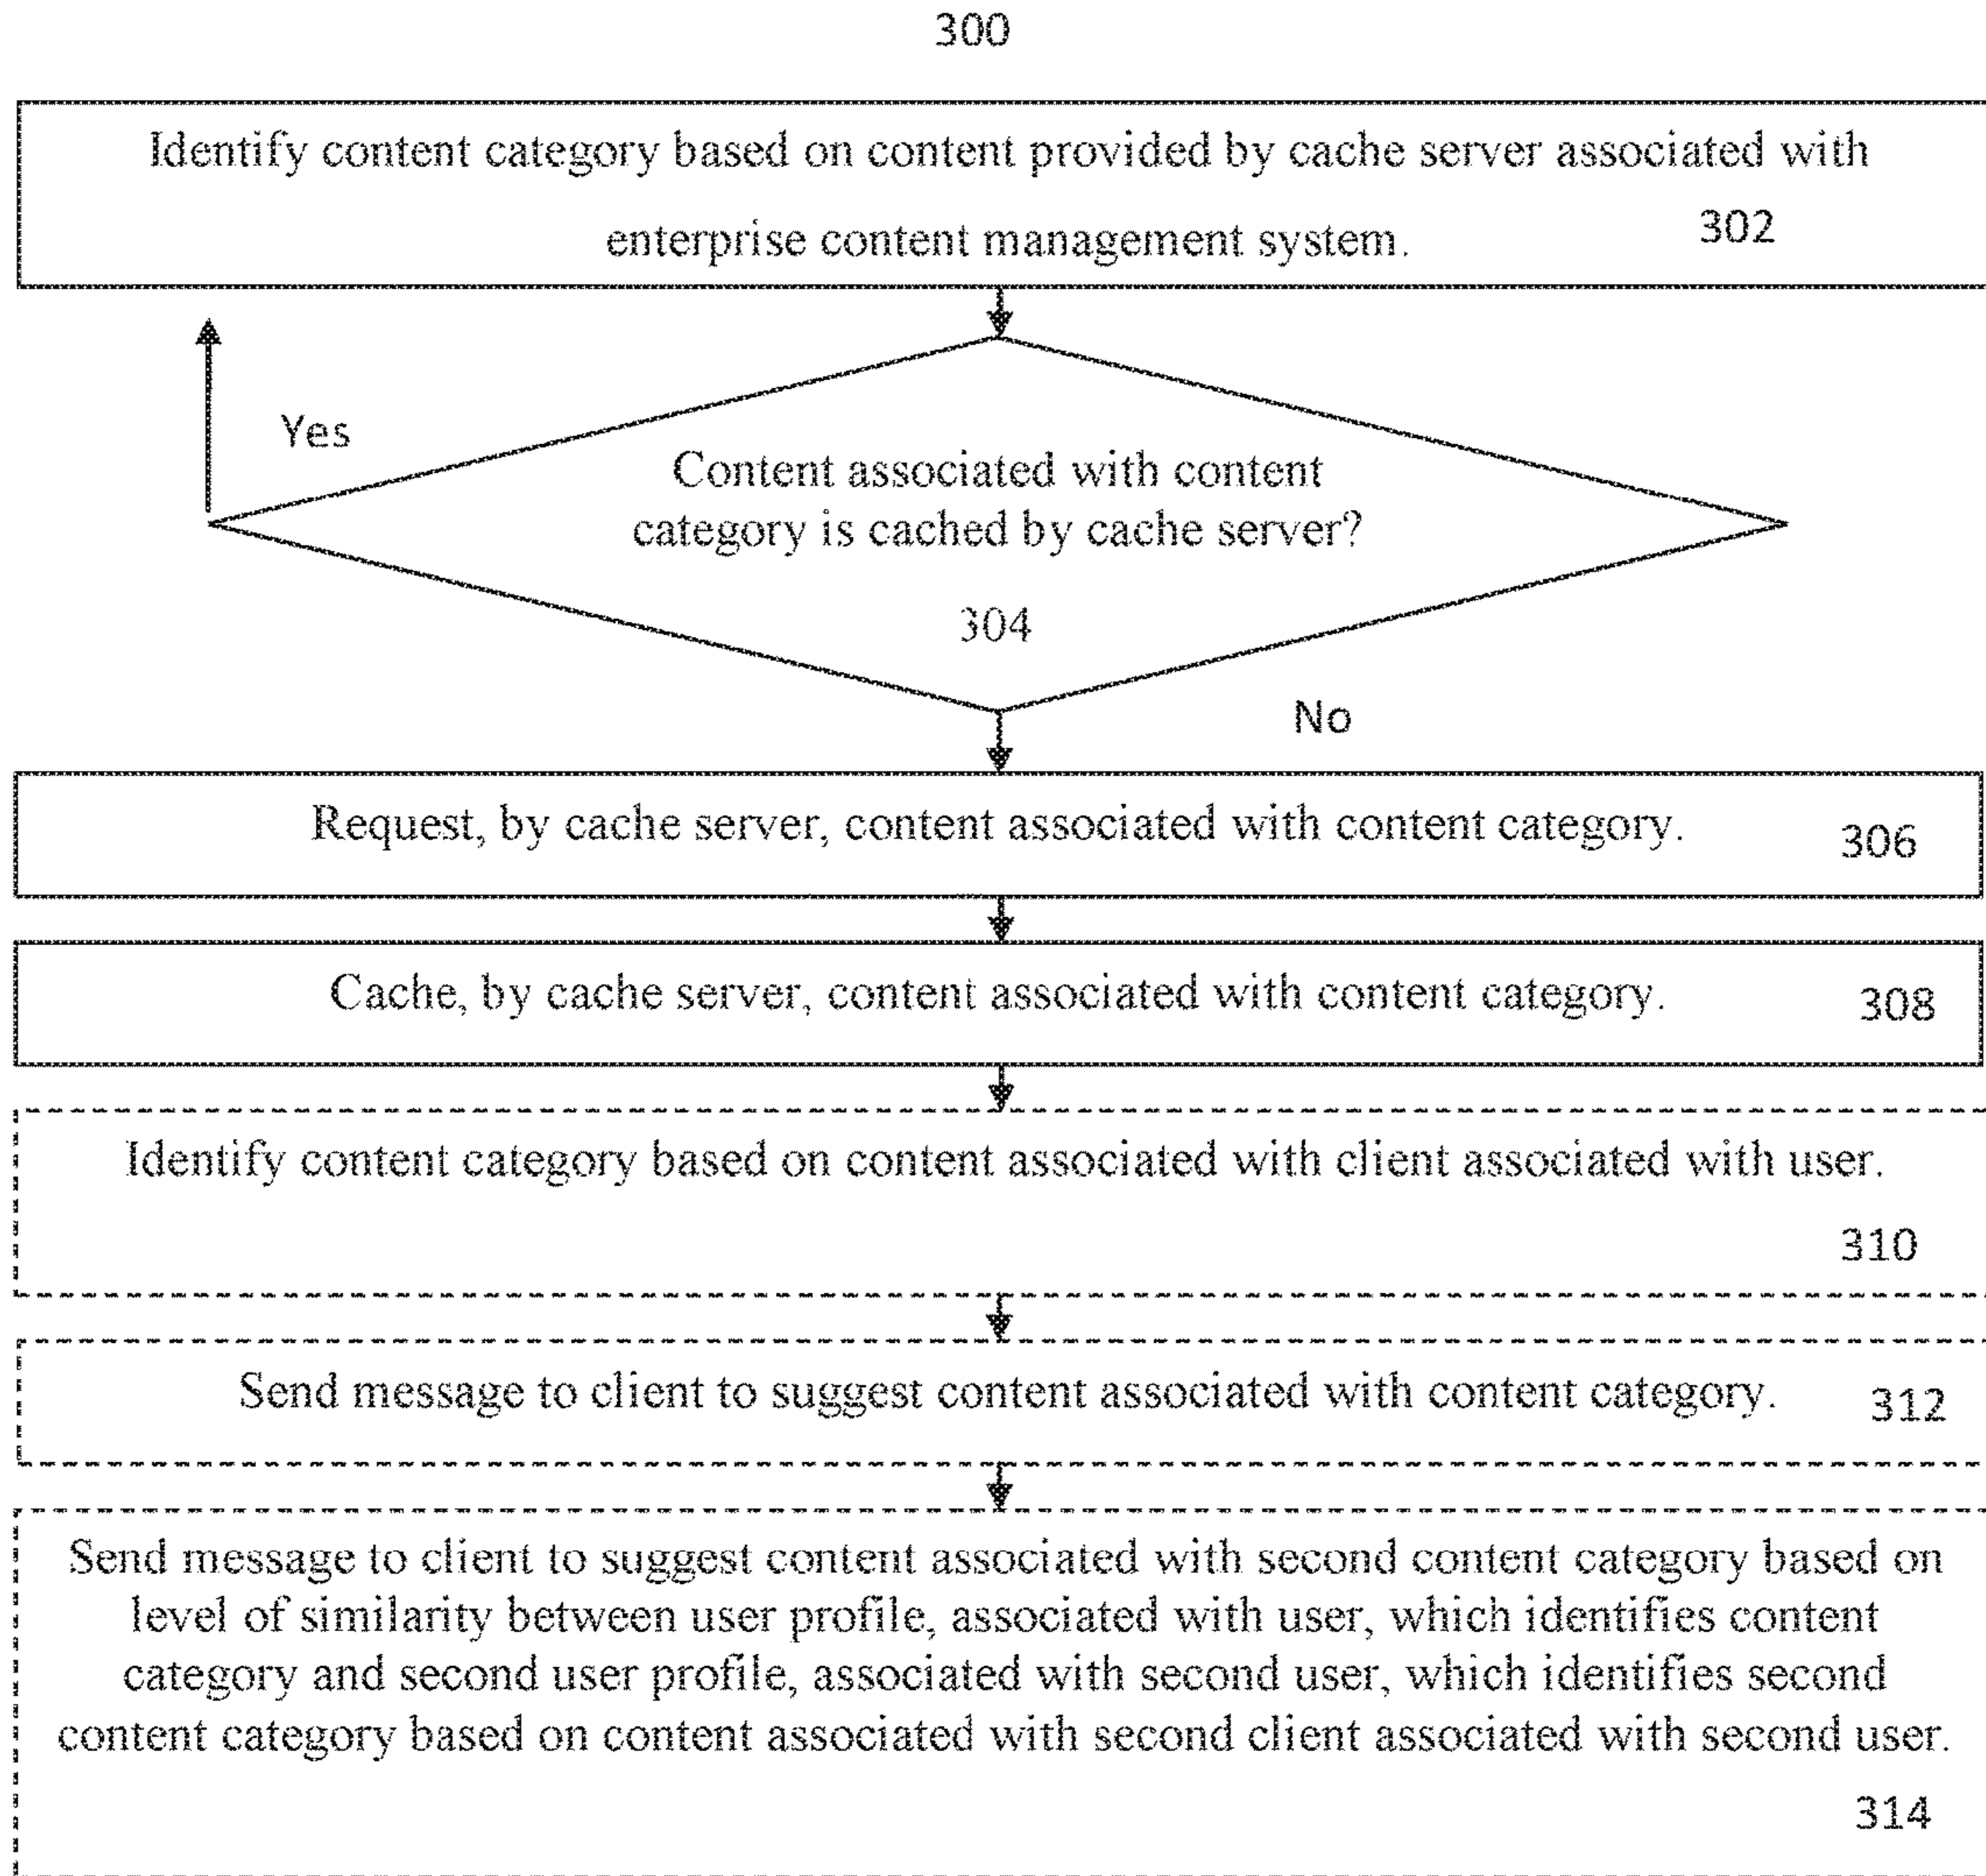 300
Identify content category based on content provided by cache server associated with
enterprise content management system.
302
Yes
Content associated with content
category is cached by cache server?
304
No
Request, by cache server, content associated with content category.
306
Cache, by cache server, content associated with content category.
308
Identify content category based on content associated with client associated with user.
310
Send message to client to suggest content associated with content category.
312
Send message to client to suggest content associated with second content category based on
level of similarity between user profile, associated with user, which identifies content
category and second user profile, associated with second user, which identifies second
content category based on content associated with second client associated with second user.
314